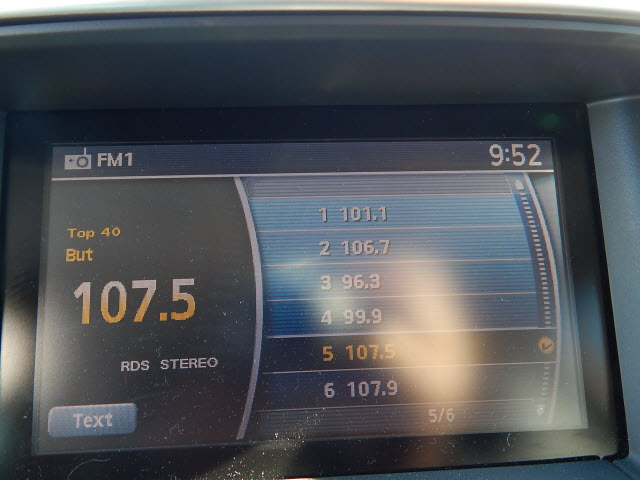 FM1 9:52
Top 40
But
107.5
RDS STEREO
Text
1 101.1
2 106.7
3 96.3
4 99.9
5 107.5
6 107.9
5/6